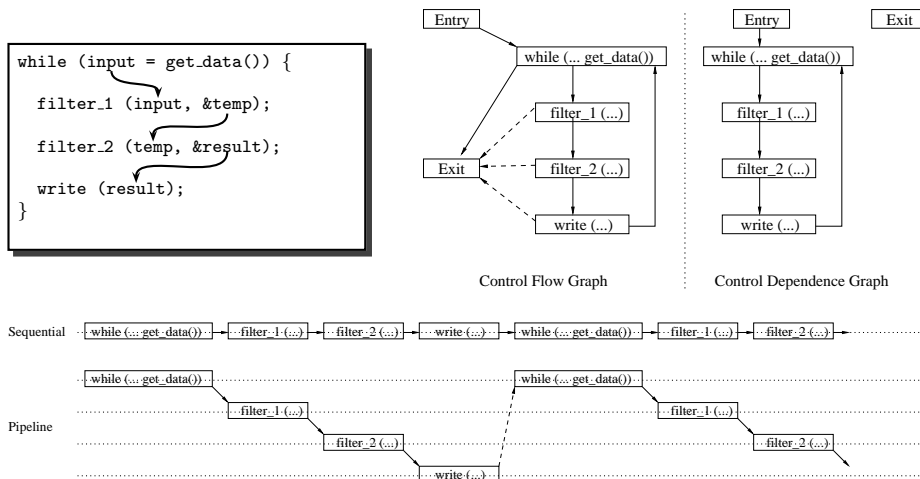 while (input = get_data()) {
filter_1 (input, &temp);
filter_2 (temp, &result);
write (result);
}
Entry
while (... get_data())
filter_1 (...)
Exit
filter_2 (...)
write (...)
Control Flow Graph
Entry
Exit
while (... get_data())
filter_1 (...)
filter_2 (...)
write (...)
Control Dependence Graph
Sequential
while (... get_data())
filter_1 (...)
filter_2 (...)
write (...)
while (... get_data())
filter_1 (...)
filter_2 (...)
Pipeline
while (... get_data())
filter_1 (...)
filter_2 (...)
write (...)
while (... get_data())
filter_1 (...)
filter_2 (...)